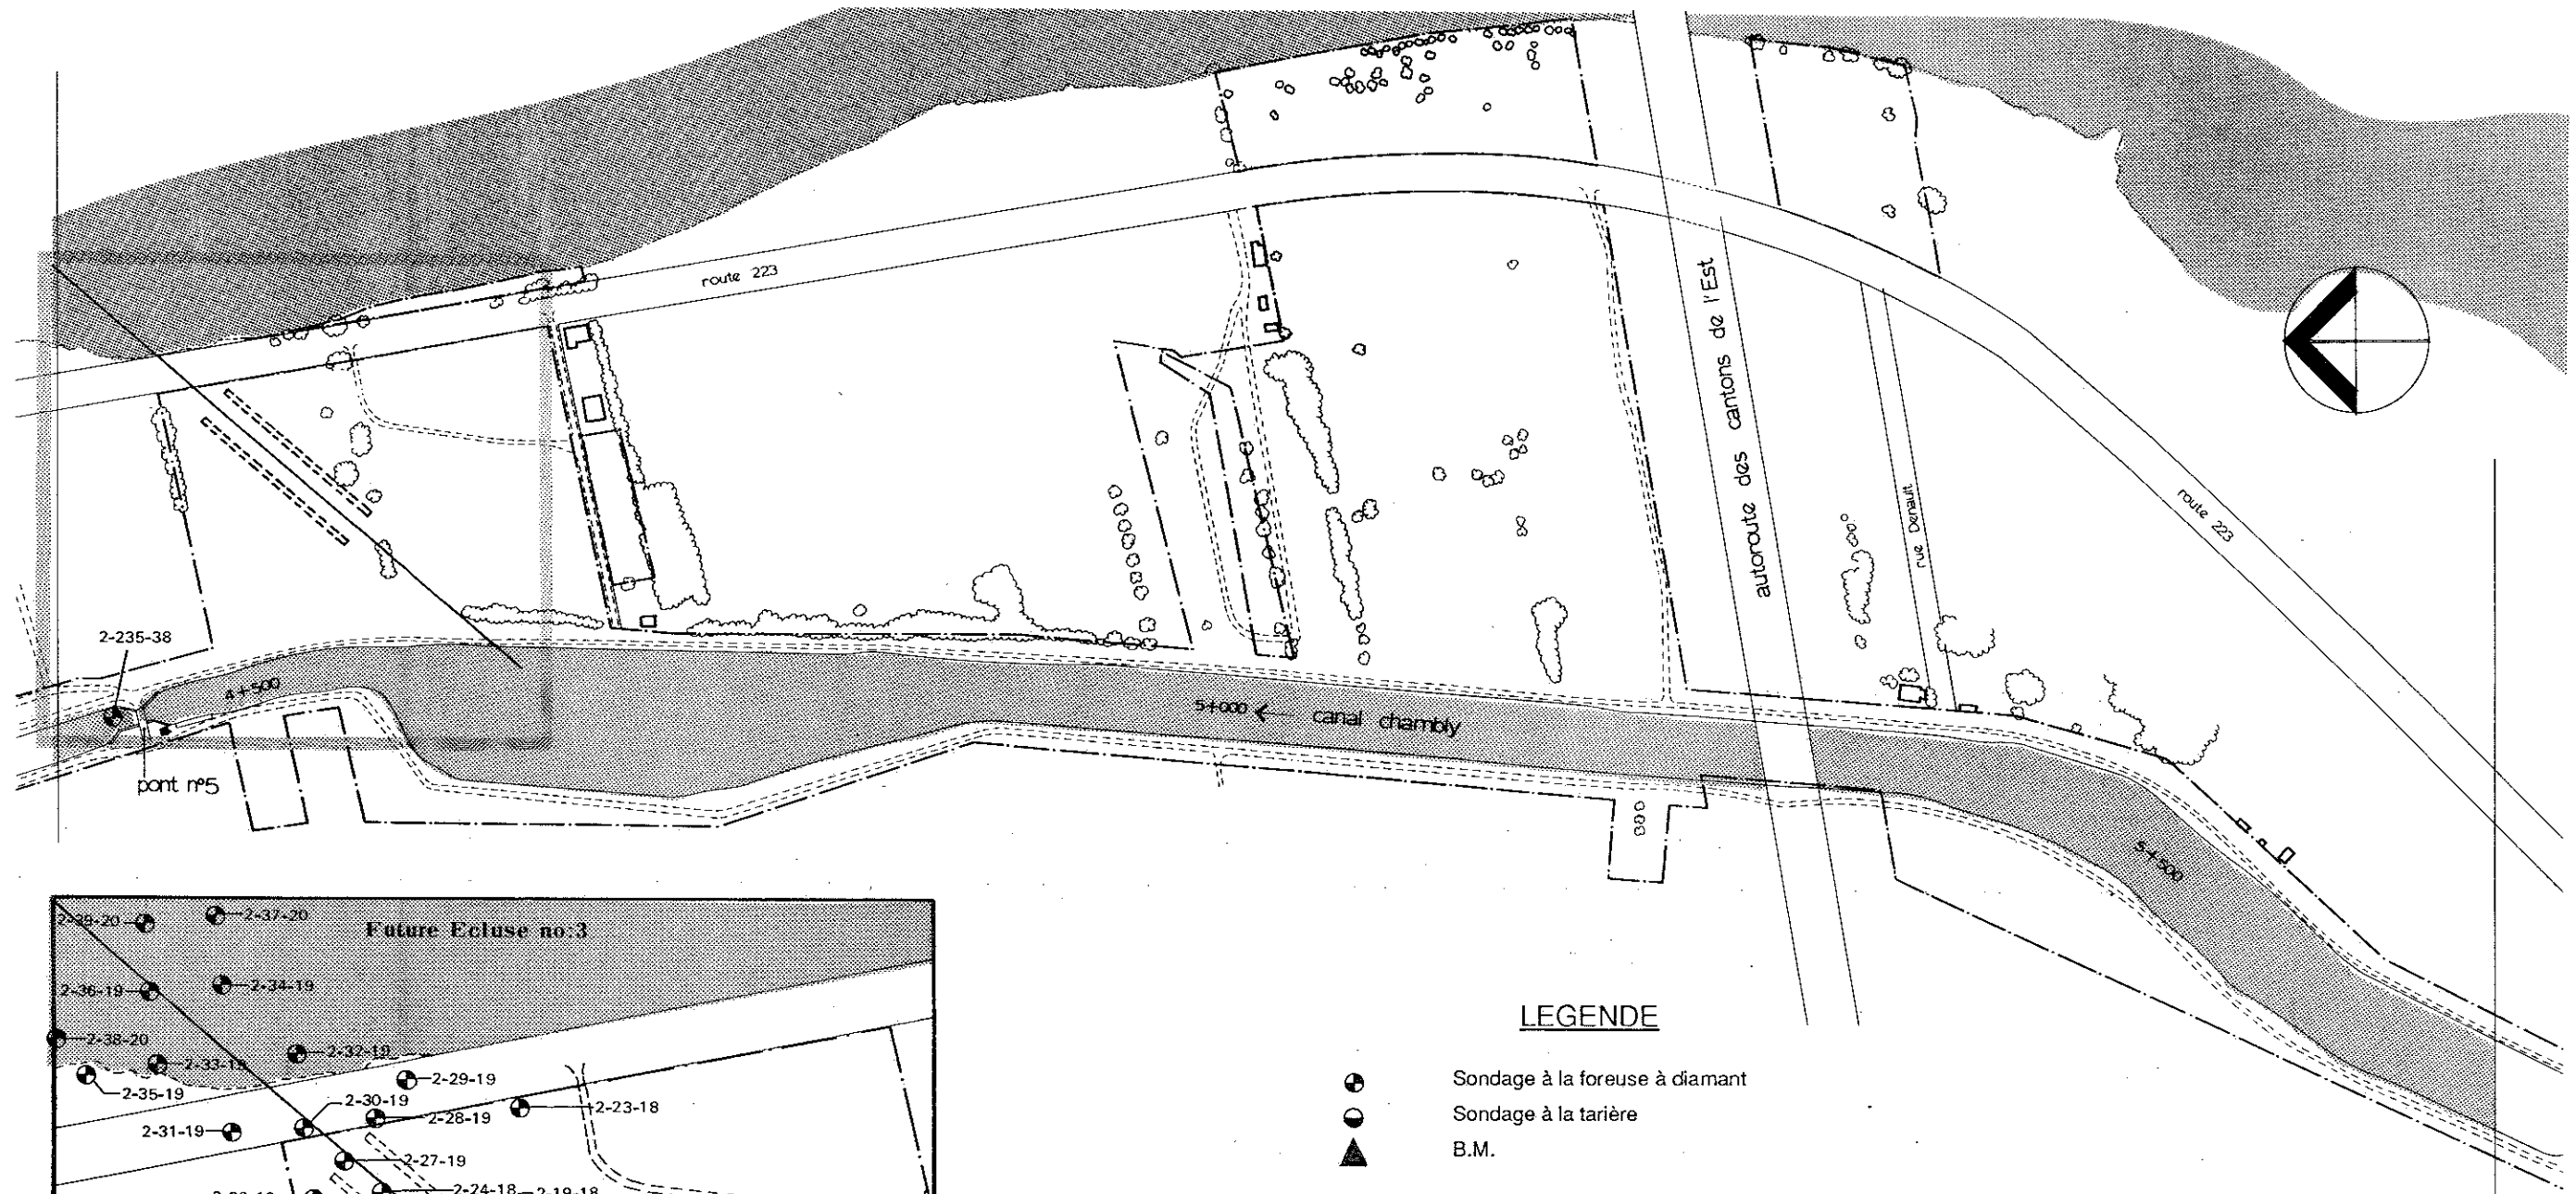 route 223
autoroute des cantons de l'Est
rue Denault
route 223
2-235-38
4+500
5+000 ← canal chambly
pont nº5
5+500
Future Ecluse no:3
2-39-20
2-37-20
2-36-19
2-34-19
2-38-20
2-33-19
2-32-19
2-35-19
2-29-19
2-30-19
2-28-19
2-23-18
2-31-19
2-27-19
2-24-18
2-19-18
LEGENDE
Sondage à la foreuse à diamant
Sondage à la tarière
B.M.